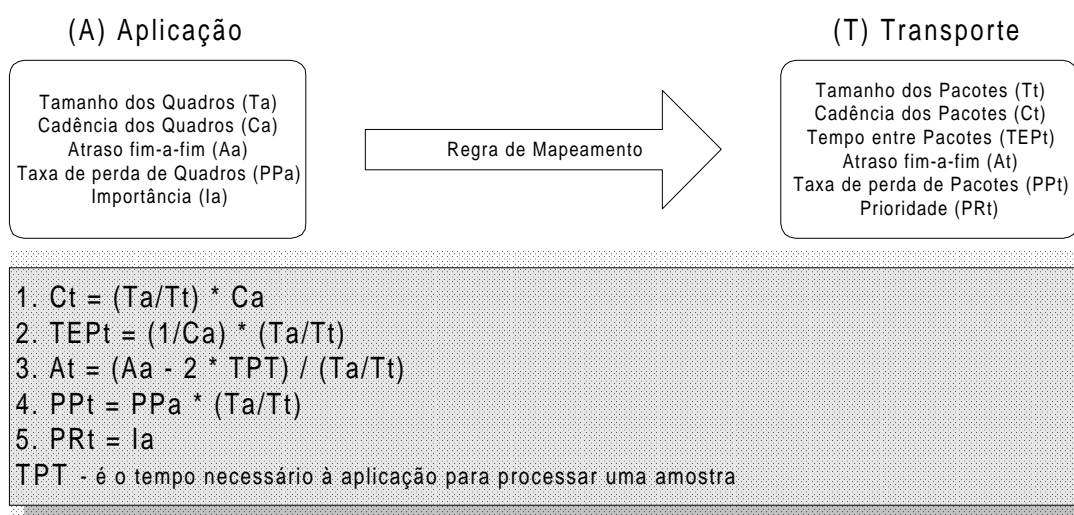 (A) Aplicação
(T) Transporte
Tamanho dos Quadros (Ta)
Cadência dos Quadros (Ca)
Atraso fim-a-fim (Aa)
Taxa de perda de Quadros (PPa)
Importância (Ia)
Regra de Mapeamento
Tamanho dos Pacotes (Tt)
Cadência dos Pacotes (Ct)
Tempo entre Pacotes (TEPt)
Atraso fim-a-fim (At)
Taxa de perda de Pacotes (PPt)
Prioridade (PRt)
1. Ct = (Ta/Tt) * Ca
2. TEPt = (1/Ca) * (Ta/Tt)
3. At = (Aa - 2 * TPT) / (Ta/Tt)
4. PPt = PPa * (Ta/Tt)
5. PRt = Ia
TPT - é o tempo necessário à aplicação para processar uma amostra